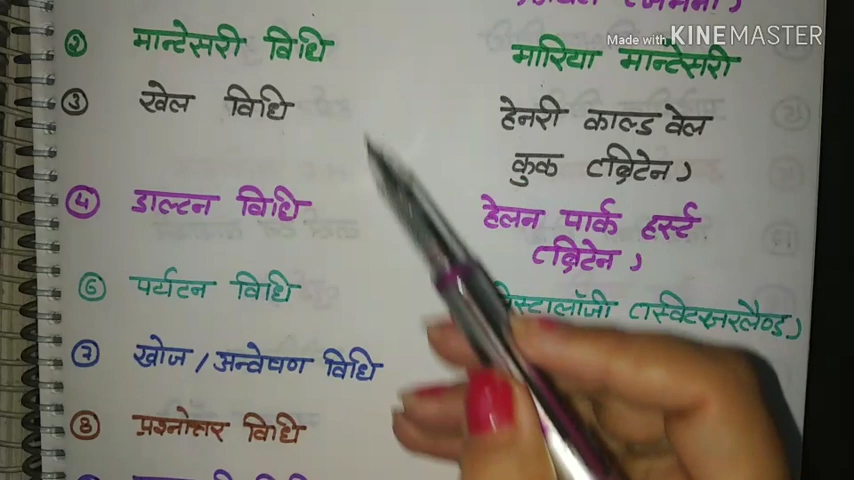 Made with KINEMASTER
② मान्टेसरी विधि मारिया मान्टेसरी
③ खेल विधि हेनरी काल्डवेल
कुक (ब्रिटेन)
④ डाल्टन विधि हेलन पार्क हर्स्ट
(ब्रिटेन)
⑥ पर्यटन विधि (स्विटजरलैण्ड)
⑦ खोज / अन्वेषण विधि
⑧ प्रश्नोत्तर विधि